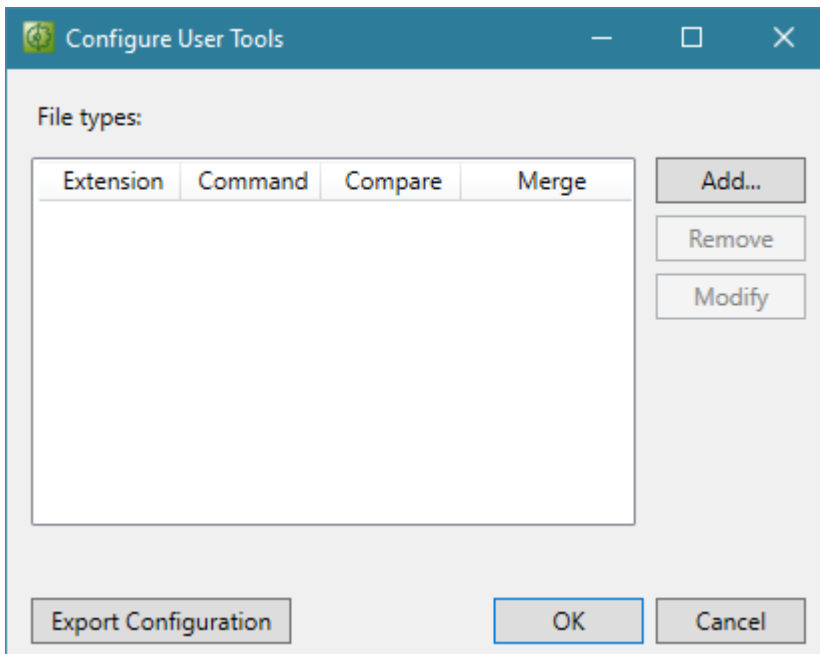 Configure User Tools
File types:
Extension Command Compare Merge
Add...
Remove
Modify
Export Configuration OK Cancel